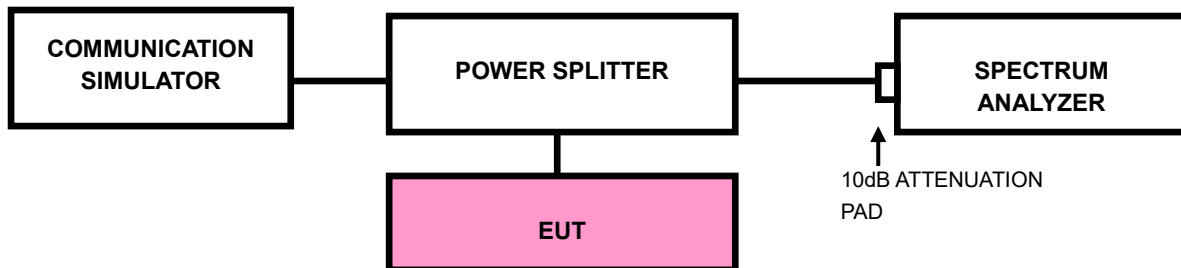 COMMUNICATION
SIMULATOR
POWER SPLITTER
SPECTRUM
ANALYZER
10dB ATTENUATION
PAD
EUT